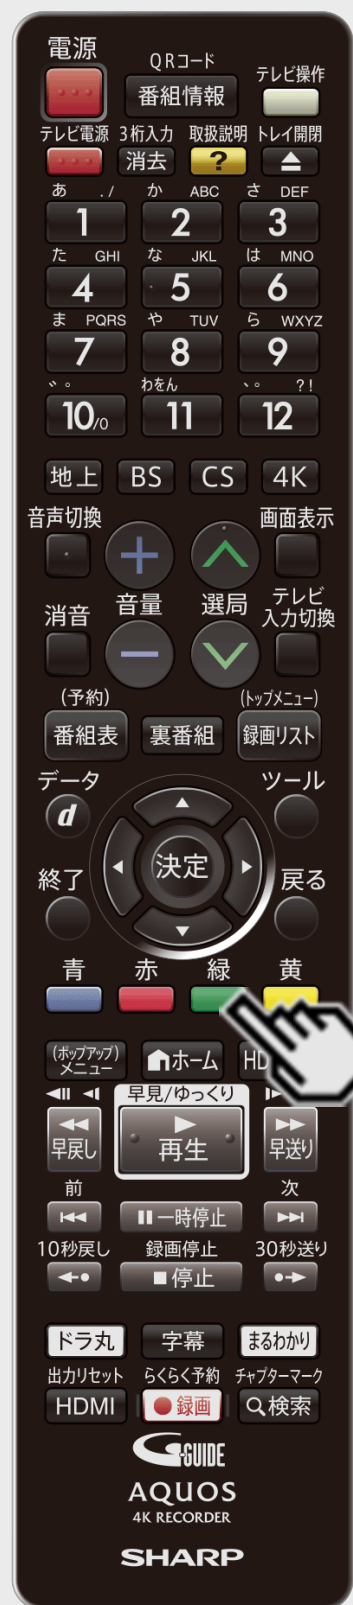 電源
QRコード
番組情報
テレビ操作
テレビ電源 3桁入力 取扱説明 トレイ開閉
消去 ?
あ ./ か ABC さ DEF
1 2 3
た GHI な JKL は MNO
4 5 6
ま PQRS や TUV ら WXYZ
7 8 9
゛゜ わをん 、。 ?!
10/0 11 12
地上 BS CS 4K
音声切換 画面表示
消音 音量 選局 テレビ
入力切換
(予約) (トップメニュー)
番組表 裏番組 録画リスト
データ ツール
d 決定
終了 戻る
青 赤 緑 黄
(ポップアップ)
メニュー ホーム HD
早見/ゆっくり
早戻し 再生 早送り
前 次
一時停止
10秒戻し 録画停止 30秒送り
停止
ドラ丸 字幕 まるわかり
出力リセット らくらく予約 チャプターマーク
HDMI 録画 検索
G-GUIDE
AQUOS
4K RECORDER
SHARP